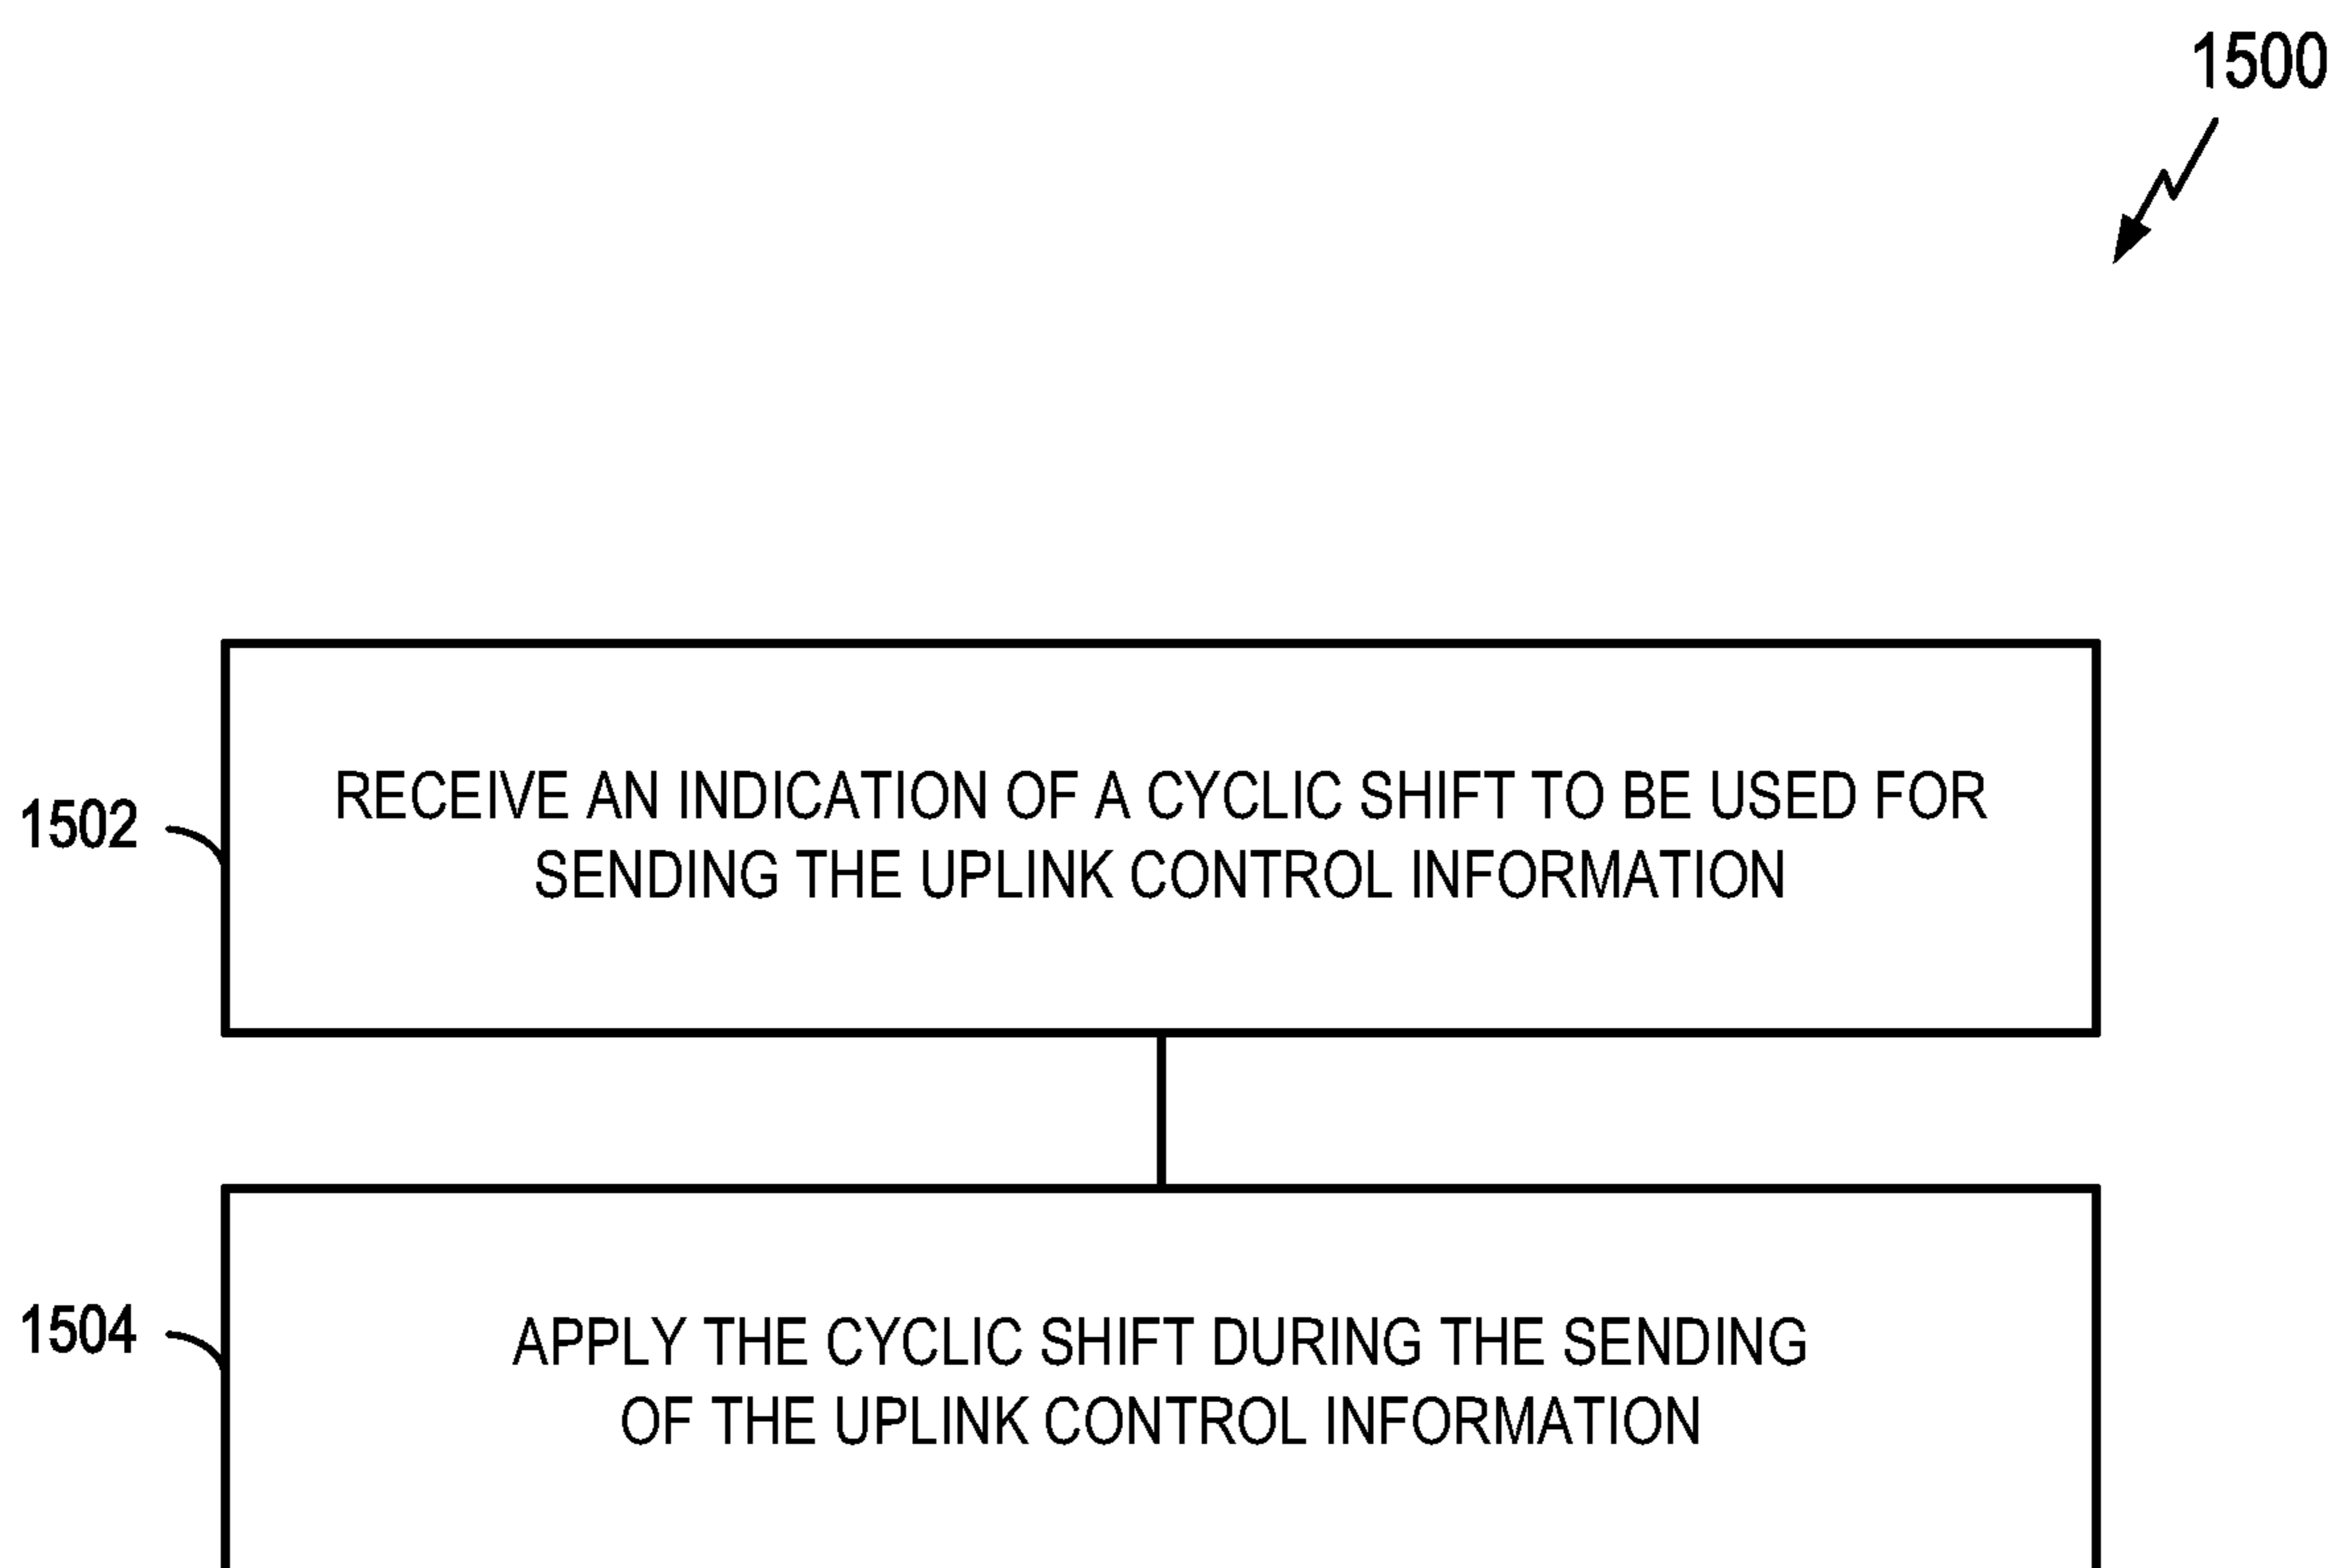 1500
1502
RECEIVE AN INDICATION OF A CYCLIC SHIFT TO BE USED FOR
SENDING THE UPLINK CONTROL INFORMATION
1504
APPLY THE CYCLIC SHIFT DURING THE SENDING
OF THE UPLINK CONTROL INFORMATION